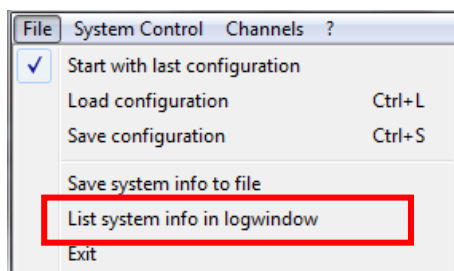 File System Control Channels ?
Start with last configuration
Load configuration Ctrl+L
Save configuration Ctrl+S
Save system info to file
List system info in logwindow
Exit